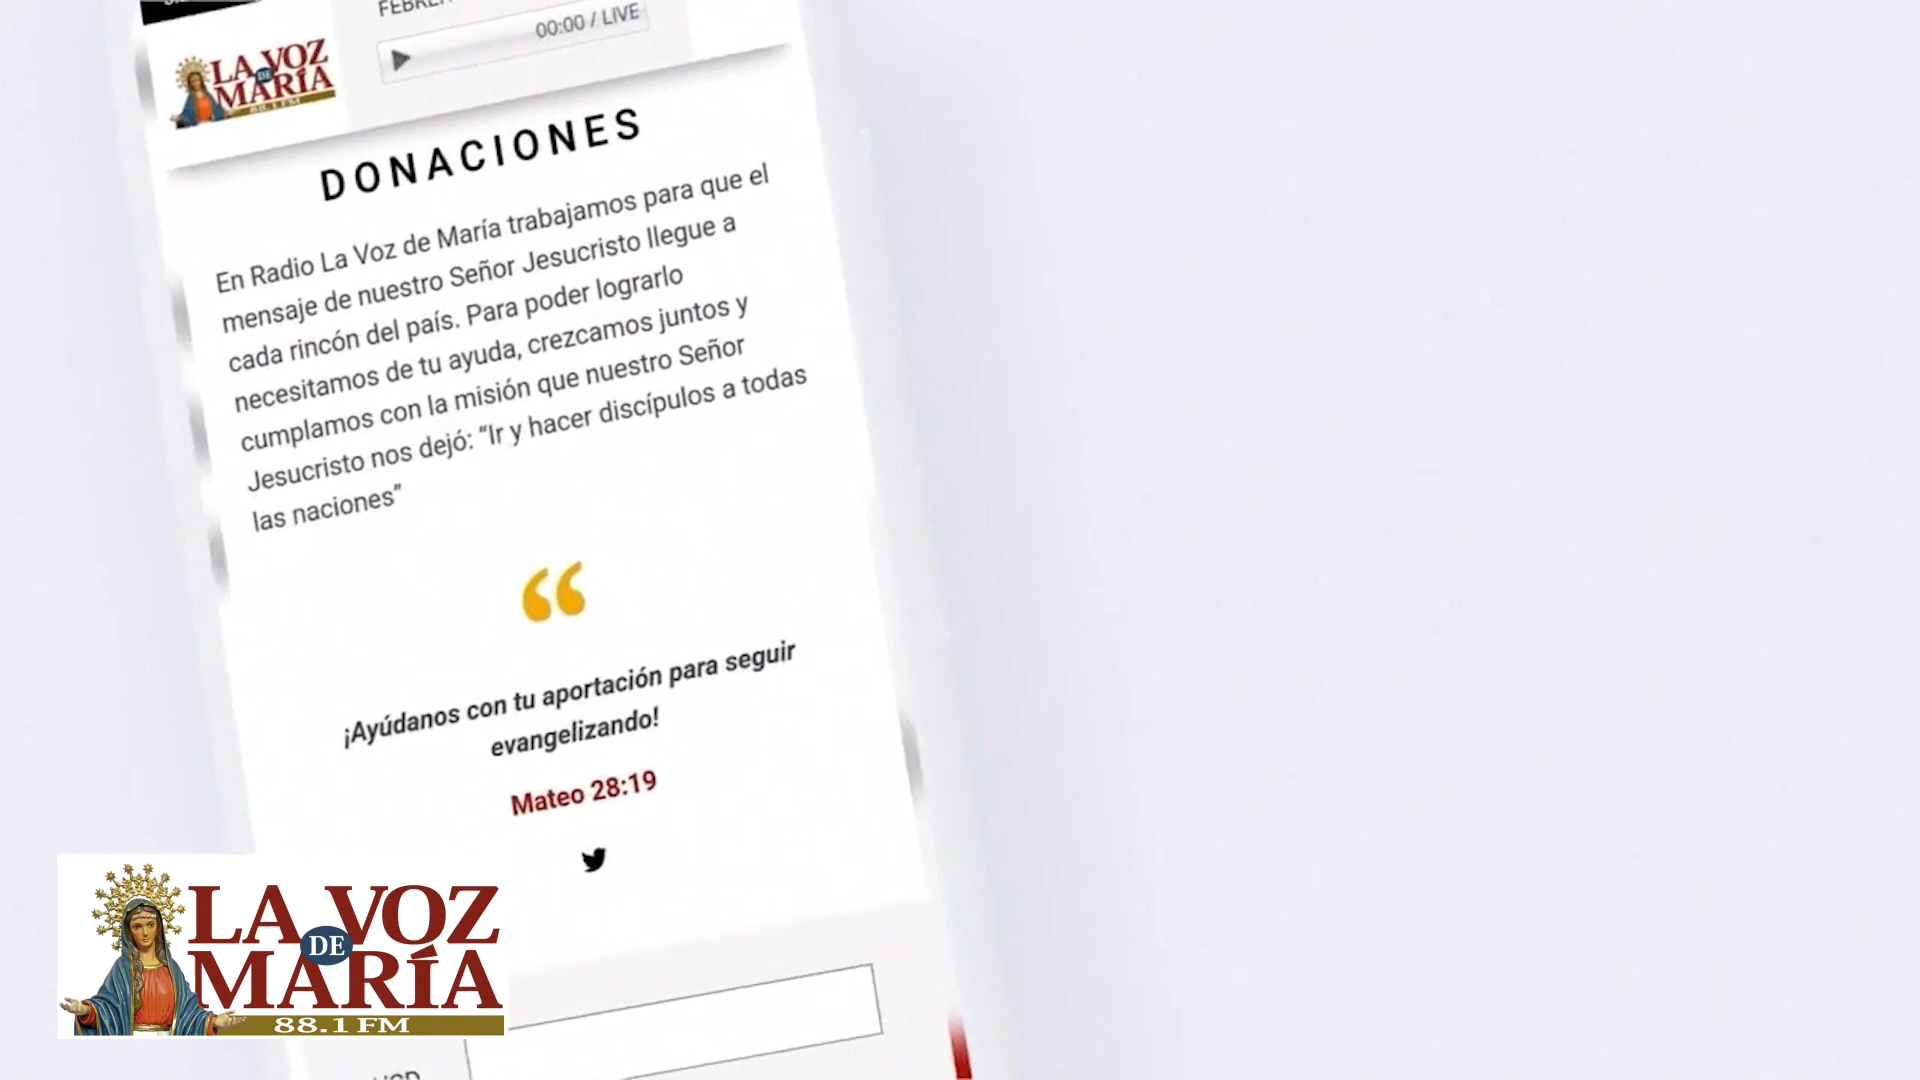 00:00 / LIVE
LA VOZ
DE
MARÍA
88.1 FM
DONACIONES
En Radio La Voz de María trabajamos para que el
mensaje de nuestro Señor Jesucristo llegue a
cada rincón del país. Para poder lograrlo
necesitamos de tu ayuda, crezcamos juntos y
cumplamos con la misión que nuestro Señor
Jesucristo nos dejó: “Ir y hacer discípulos a todas
las naciones”
“
¡Ayúdanos con tu aportación para seguir
evangelizando!
Mateo 28:19
LA VOZ
DE
MARÍA
88.1 FM